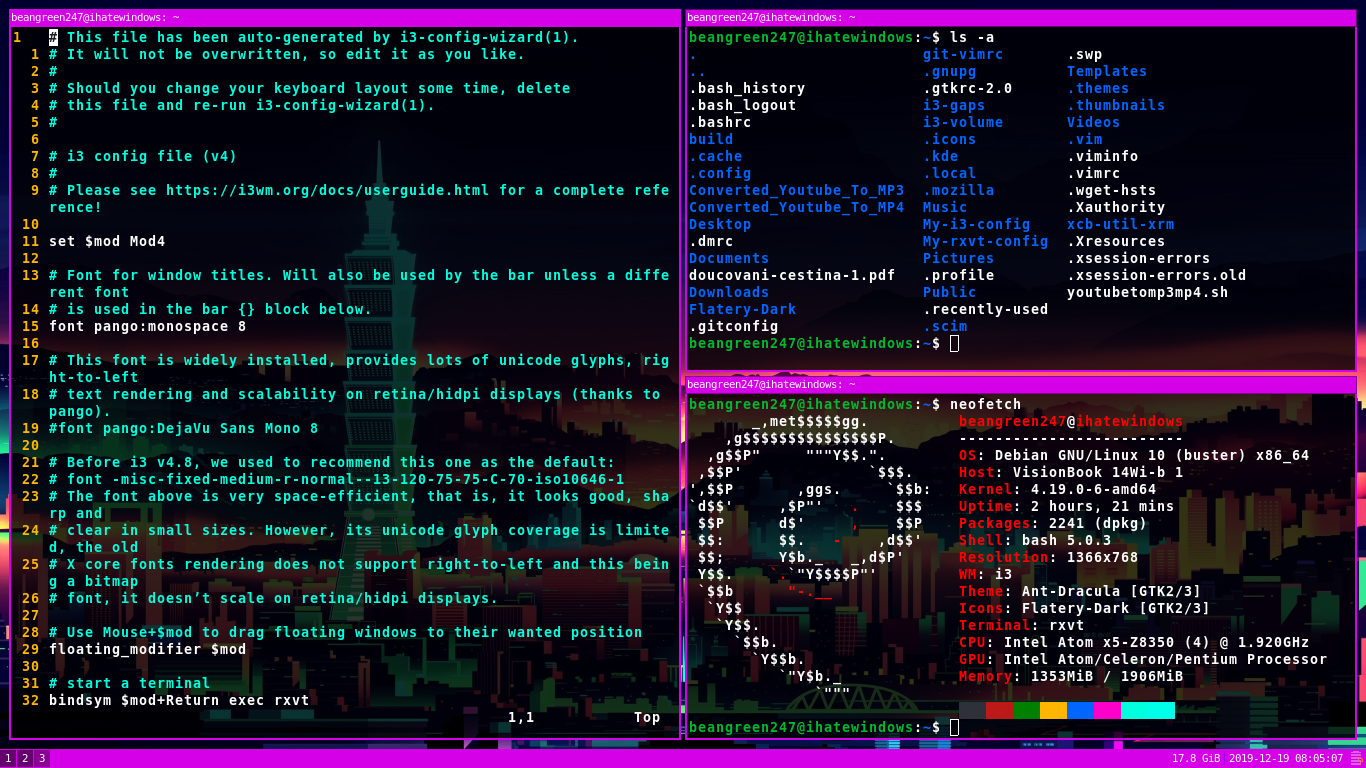 beangreen247@ihatewindows: ~
1   # This file has been auto-generated by i3-config-wizard(1).
1 # It will not be overwritten, so edit it as you like.
2 #
3 # Should you change your keyboard layout some time, delete
4 # this file and re-run i3-config-wizard(1).
5 #
6
7 # i3 config file (v4)
8 #
9 # Please see https://i3wm.org/docs/userguide.html for a complete refe
rence!
10
11 set $mod Mod4
12
13 # Font for window titles. Will also be used by the bar unless a diffe
rent font
14 # is used in the bar {} block below.
15 font pango:monospace 8
16
17 # This font is widely installed, provides lots of unicode glyphs, rig
ht-to-left
18 # text rendering and scalability on retina/hidpi displays (thanks to
pango).
19 #font pango:DejaVu Sans Mono 8
20
21 # Before i3 v4.8, we used to recommend this one as the default:
22 # font -misc-fixed-medium-r-normal--13-120-75-75-C-70-iso10646-1
23 # The font above is very space-efficient, that is, it looks good, sha
rp and
24 # clear in small sizes. However, its unicode glyph coverage is limite
d, the old
25 # X core fonts rendering does not support right-to-left and this bein
g a bitmap
26 # font, it doesn’t scale on retina/hidpi displays.
27
28 # Use Mouse+$mod to drag floating windows to their wanted position
29 floating_modifier $mod
30
31 # start a terminal
32 bindsym $mod+Return exec rxvt
1,1 Top
beangreen247@ihatewindows: ~
beangreen247@ihatewindows:~$ ls -a
. git-vimrc .swp
.. .gnupg Templates
.bash_history .gtkrc-2.0 .themes
.bash_logout i3-gaps .thumbnails
.bashrc i3-volume Videos
build .icons .vim
.cache .kde .viminfo
.config .local .vimrc
Converted_Youtube_To_MP3 .mozilla .wget-hsts
Converted_Youtube_To_MP4 Music .Xauthority
Desktop My-i3-config xcb-util-xrm
.dmrc My-rxvt-config .Xresources
Documents Pictures .xsession-errors
doucovani-cestina-1.pdf .profile .xsession-errors.old
Downloads Public youtubetomp3mp4.sh
Flatery-Dark .recently-used
.gitconfig .scim
beangreen247@ihatewindows:~$
beangreen247@ihatewindows: ~
beangreen247@ihatewindows:~$ neofetch
       _,met$$$$$gg.          beangreen247@ihatewindows
    ,g$$$$$$$$$$$$$$$P.       -------------------------
  ,g$$P"     """Y$$.".        OS: Debian GNU/Linux 10 (buster) x86_64
 ,$$P'              `$$$.     Host: VisionBook 14Wi-b 1
',$$P       ,ggs.     `$$b:   Kernel: 4.19.0-6-amd64
`d$$'     ,$P"'   .    $$$    Uptime: 2 hours, 21 mins
 $$P      d$'     ,    $$P    Packages: 2241 (dpkg)
 $$:      $$.   -    ,d$$'    Shell: bash 5.0.3
 $$;      Y$b._   _,d$P'      Resolution: 1366x768
 Y$$.    `.`"Y$$$$P"'         WM: i3
 `$$b      "-.__              Theme: Ant-Dracula [GTK2/3]
  `Y$$                        Icons: Flatery-Dark [GTK2/3]
   `Y$$.                      Terminal: rxvt
     `$$b.                    CPU: Intel Atom x5-Z8350 (4) @ 1.920GHz
       `Y$$b.                 GPU: Intel Atom/Celeron/Pentium Processor
          `"Y$b._             Memory: 1353MiB / 1906MiB
              `"""
beangreen247@ihatewindows:~$
1 2 3 17.8 GiB 2019-12-19 08:05:07